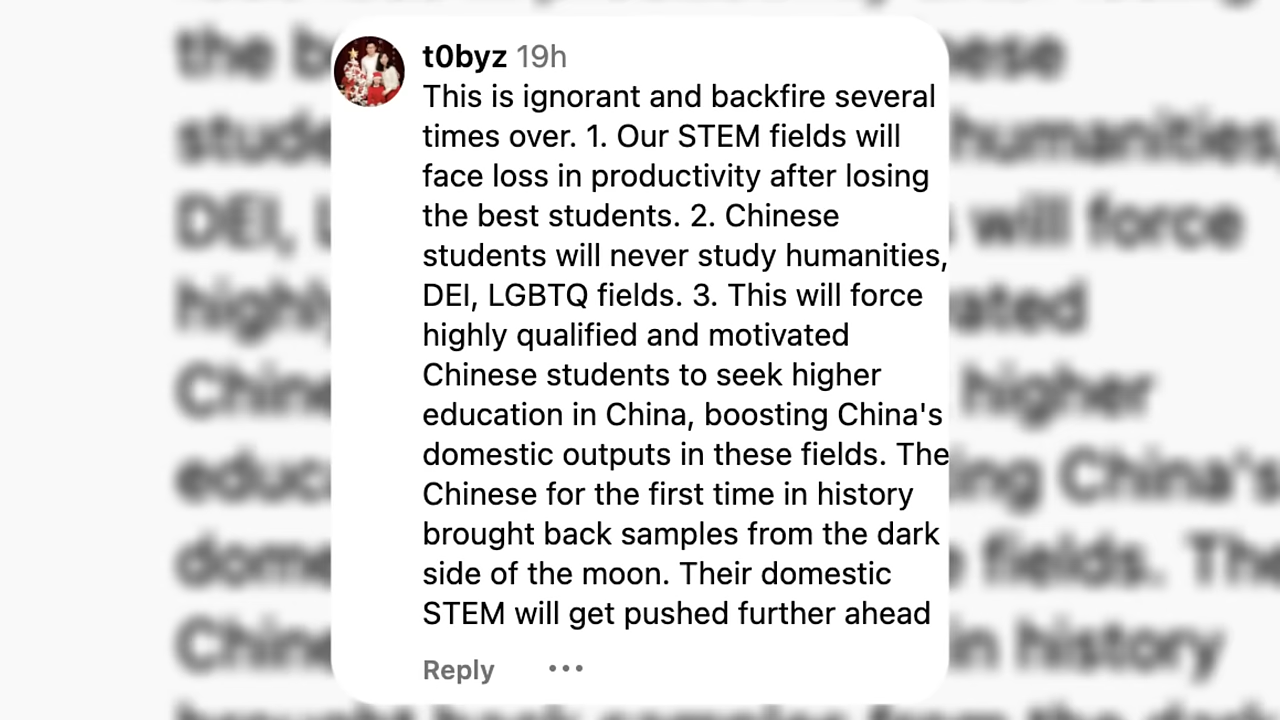 t0byz 19h
This is ignorant and backfire several
times over. 1. Our STEM fields will
face loss in productivity after losing
the best students. 2. Chinese
students will never study humanities,
DEI, LGBTQ fields. 3. This will force
highly qualified and motivated
Chinese students to seek higher
education in China, boosting China's
domestic outputs in these fields. The
Chinese for the first time in history
brought back samples from the dark
side of the moon. Their domestic
STEM will get pushed further ahead
Reply